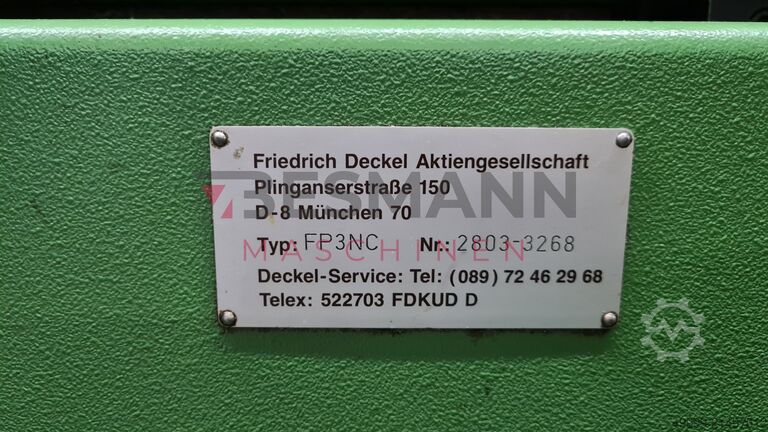 Friedrich Deckel Aktiengesellschaft
Plinganserstraße 150
BESMANN
D-8 München 70
Typ: FP3NC Nr.: 2803-3268
MASCHINEN
Deckel-Service: Tel: (089) 72 46 29 68
Telex: 522703 FDKUD D